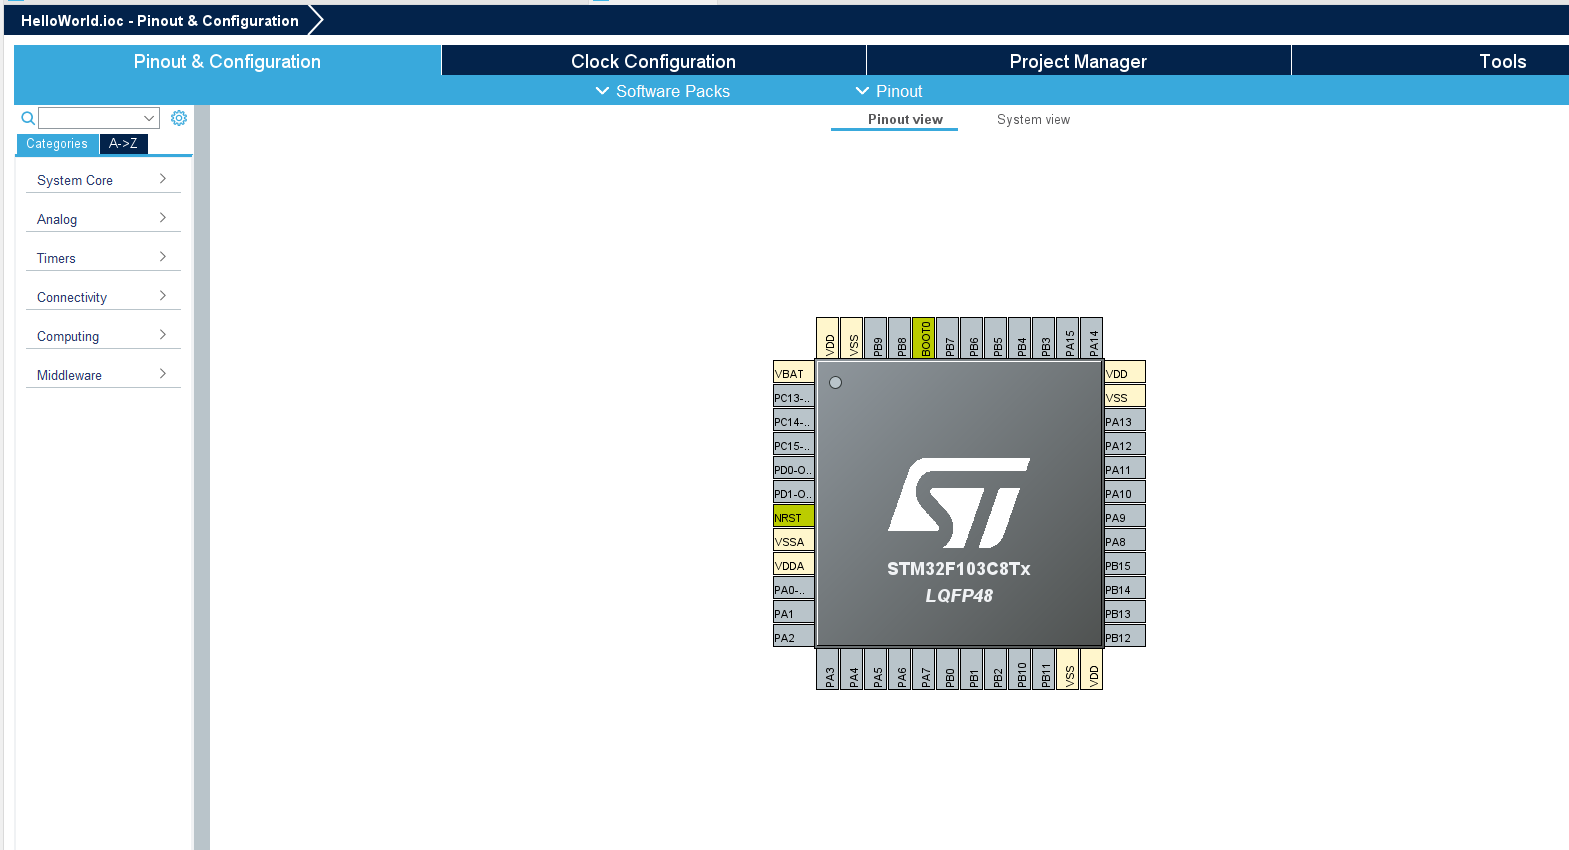 HelloWorld.ioc - Pinout & Configuration
Pinout & Configuration
Clock Configuration
Project Manager
Tools
Software Packs
Pinout
Pinout view
System view
Categories
A->Z
System Core
Analog
Timers
Connectivity
Computing
Middleware
VDD
VSS
PB9
PB8
BOOT0
PB7
PB6
PB5
PB4
PB3
PA15
PA14
VBAT
PC13-..
PC14-..
PC15-..
PD0-O..
PD1-O..
NRST
VSSA
VDDA
PA0-..
PA1
PA2
ST
STM32F103C8Tx
LQFP48
VDD
VSS
PA13
PA12
PA11
PA10
PA9
PA8
PB15
PB14
PB13
PB12
PA3
PA4
PA5
PA6
PA7
PB0
PB1
PB2
PB10
PB11
VSS
VDD